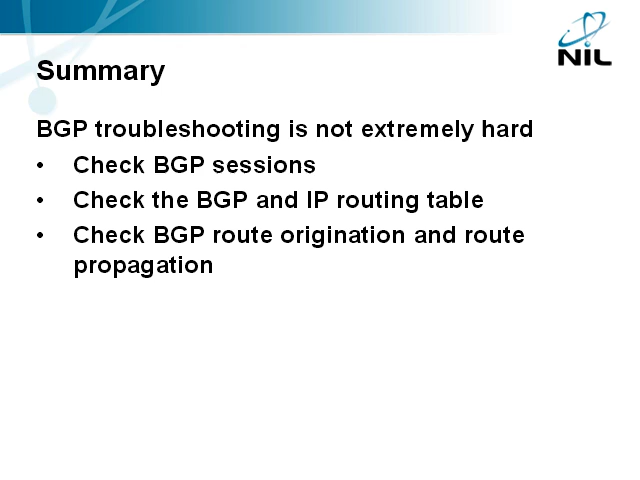 NIL
Summary
BGP troubleshooting is not extremely hard
• Check BGP sessions
• Check the BGP and IP routing table
• Check BGP route origination and route
propagation